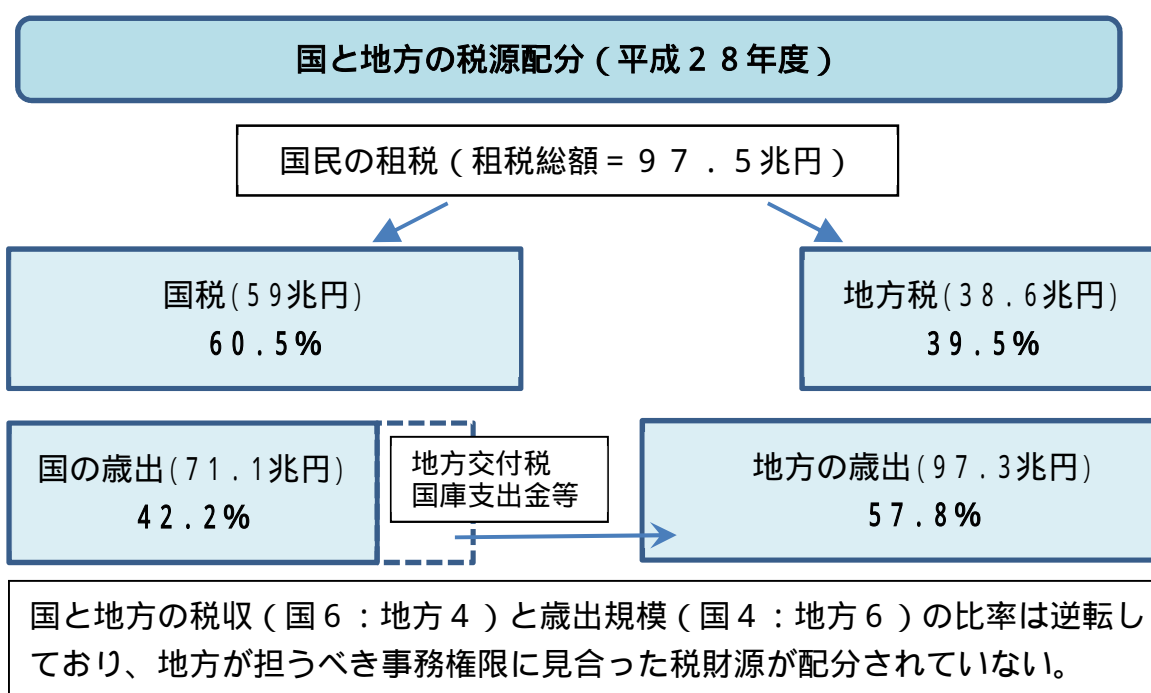 国と地方の税源配分(平成28年度)
国民の租税(租税総額=97.5兆円)
国税(59兆円)
60.5%
地方税(38.6兆円)
39.5%
国の歳出(71.1兆円)
42.2%
地方交付税
国庫支出金等
地方の歳出(97.3兆円)
57.8%
国と地方の税収(国6:地方4)と歳出規模(国4:地方6)の比率は逆転し
ており、地方が担うべき事務権限に見合った税財源が配分されていない。